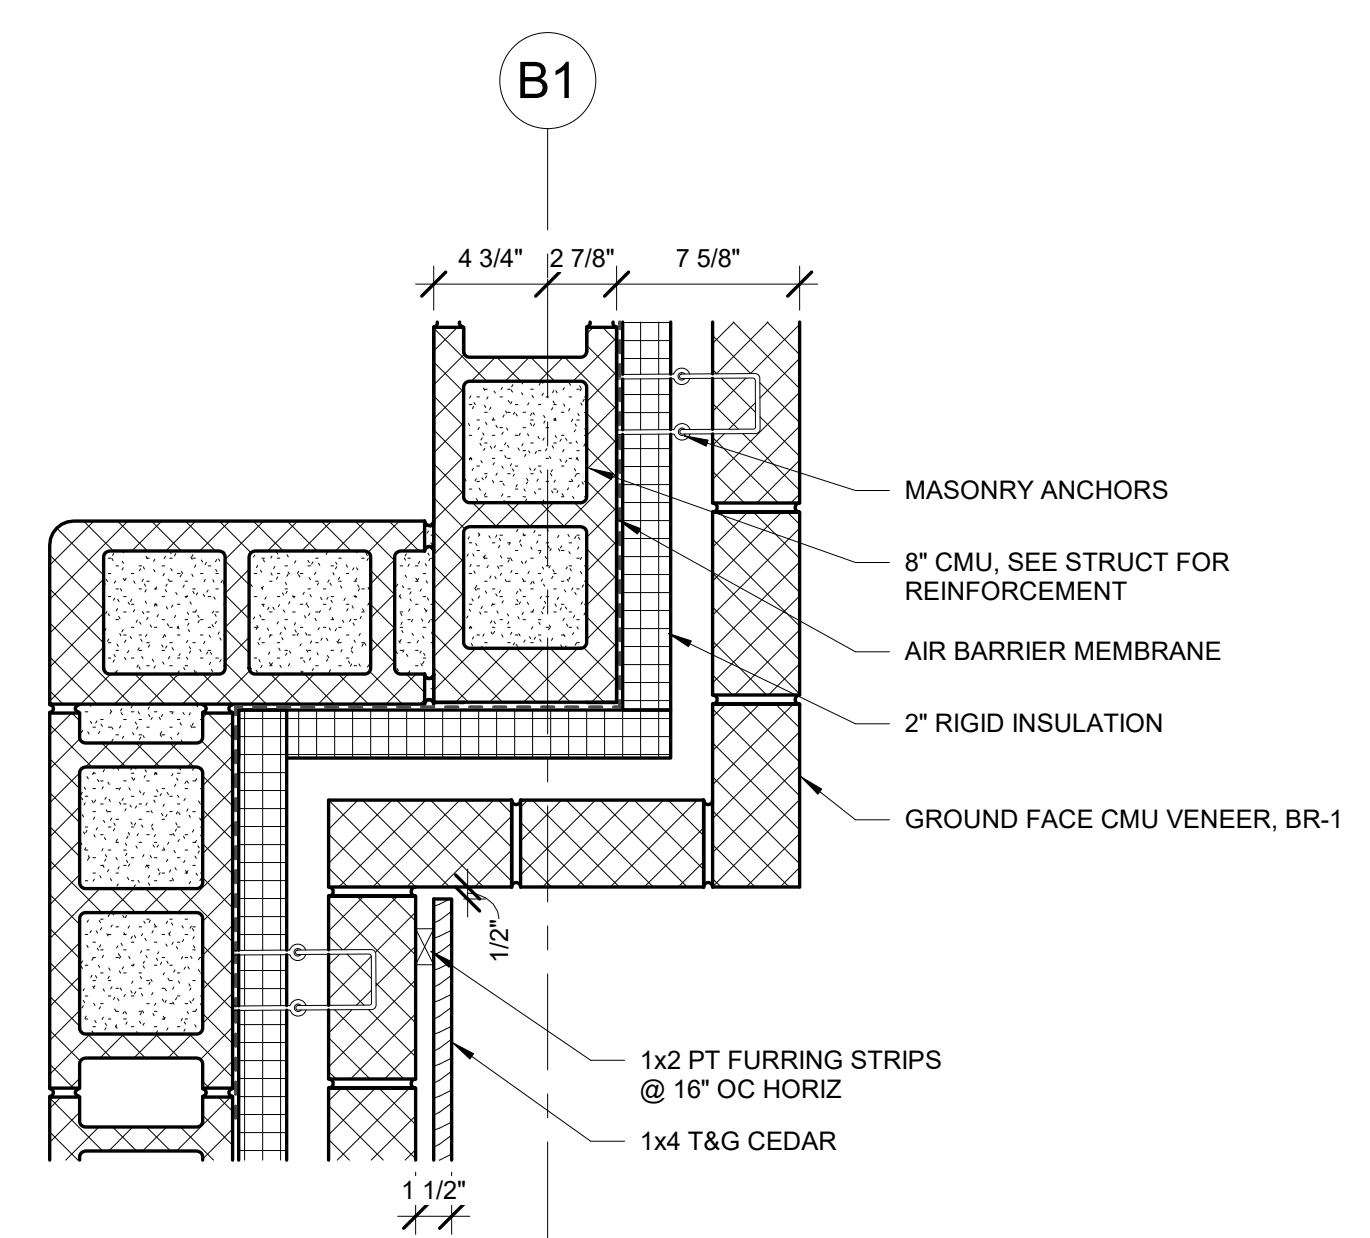 B1
4 3/4"
2 7/8"
7 5/8"
MASONRY ANCHORS
8" CMU, SEE STRUCT FOR
REINFORCEMENT
AIR BARRIER MEMBRANE
2" RIGID INSULATION
GROUND FACE CMU VENEER, BR-1
1/2"
1x2 PT FURRING STRIPS
@ 16" OC HORIZ
1x4 T&G CEDAR
1 1/2"